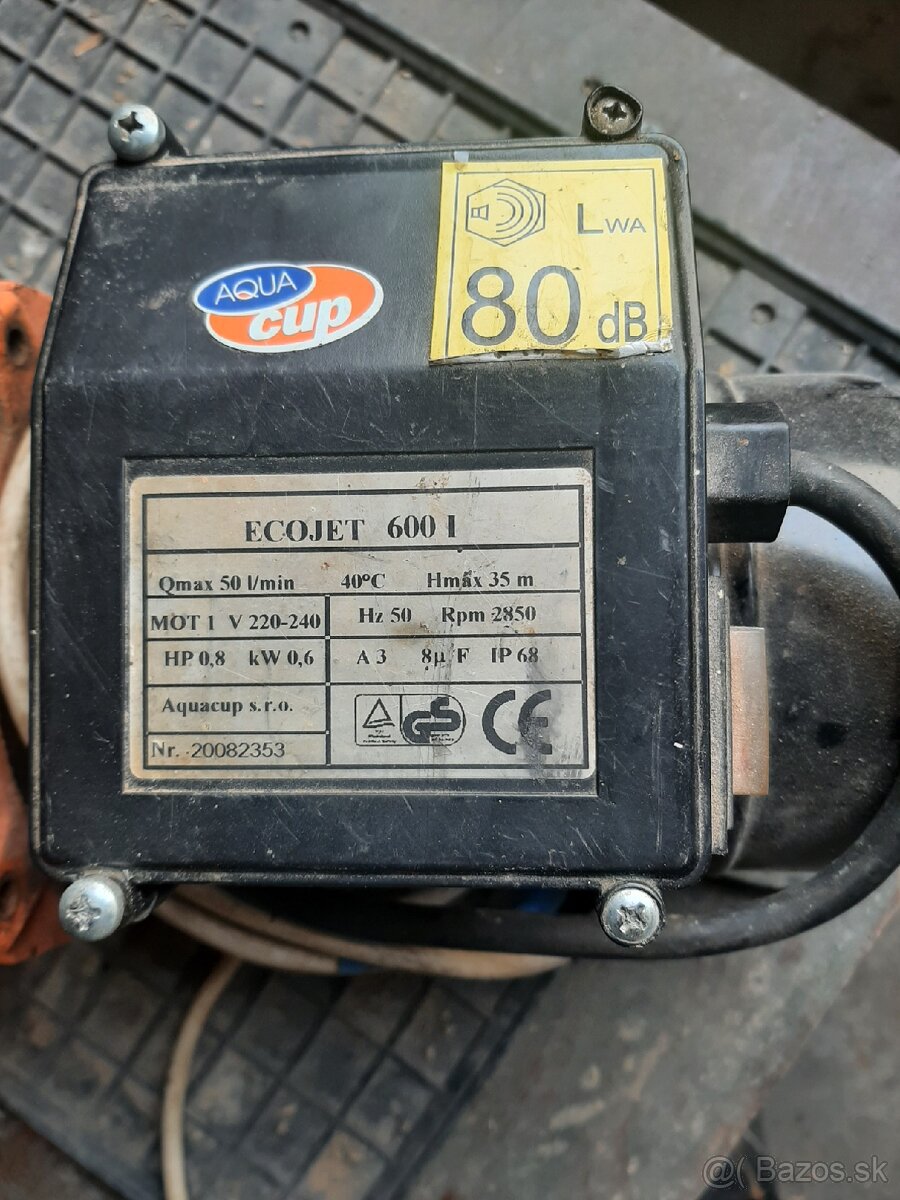 AQUA
cup
LWA
80 dB
ECOJET 600 I
Qmax 50 l/min 40°C Hmax 35 m
MOT 1 V 220-240 Hz 50 Rpm 2850
HP 0,8 kW 0,6 A 3 8µ F IP 68
Aquacup s.r.o.
Nr. 20082353
GS CE
@( Bazos.sk